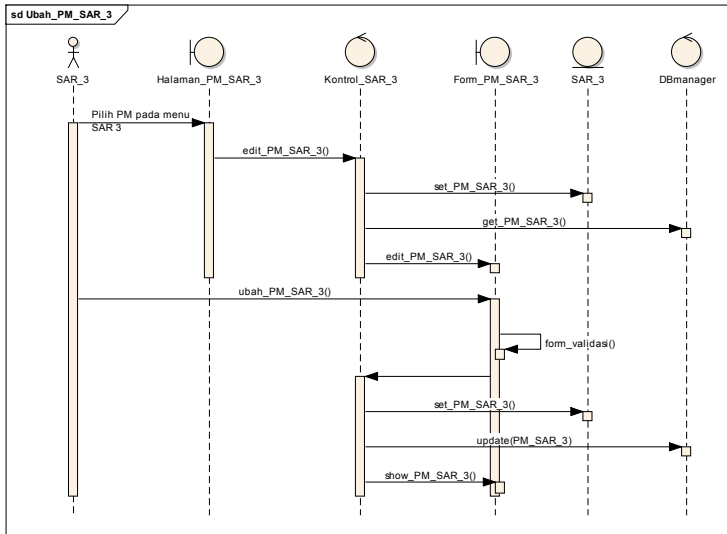 sd Ubah_PM_SAR_3
SAR_3
Halaman_PM_SAR_3
Kontrol_SAR_3
Form_PM_SAR_3
SAR_3
DBmanager
Pilih PM pada menu
SAR 3
edit_PM_SAR_3()
set_PM_SAR_3()
get_PM_SAR_3()
edit_PM_SAR_3()
ubah_PM_SAR_3()
form_validasi()
set_PM_SAR_3()
update(PM_SAR_3)
show_PM_SAR_3()